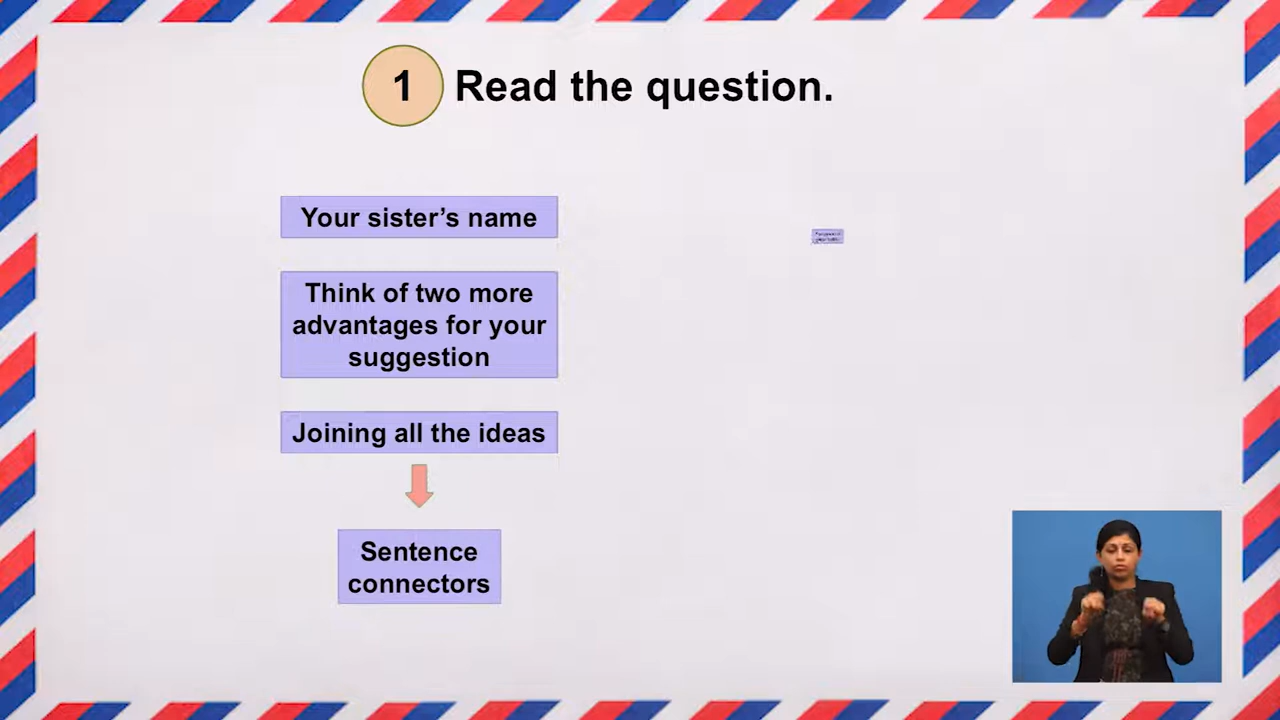 1 Read the question.
Your sister's name
Think of two more
advantages for your
suggestion
Joining all the ideas
Sentence
connectors